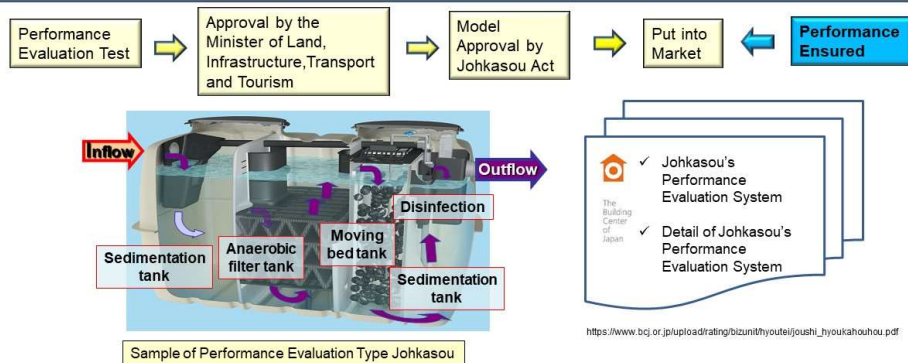 Performance
Evaluation Test
Approval by the
Minister of Land,
Infrastructure,Transport
and Tourism
Model
Approval by
Johkasou Act
Put into
Market
Performance
Ensured
Inflow
Outflow
Sedimentation
tank
Anaerobic
filter tank
Moving
bed tank
Disinfection
Sedimentation
tank
Sample of Performance Evaluation Type Johkasou
The
Building
Center
of
Japan
✓ Johkasou's
Performance
Evaluation System
✓ Detail of Johkasou's
Performance
Evaluation System
https://www.bcj.or.jp/upload/rating/bizunit/hyoutei/joushi_hyoukahouhou.pdf